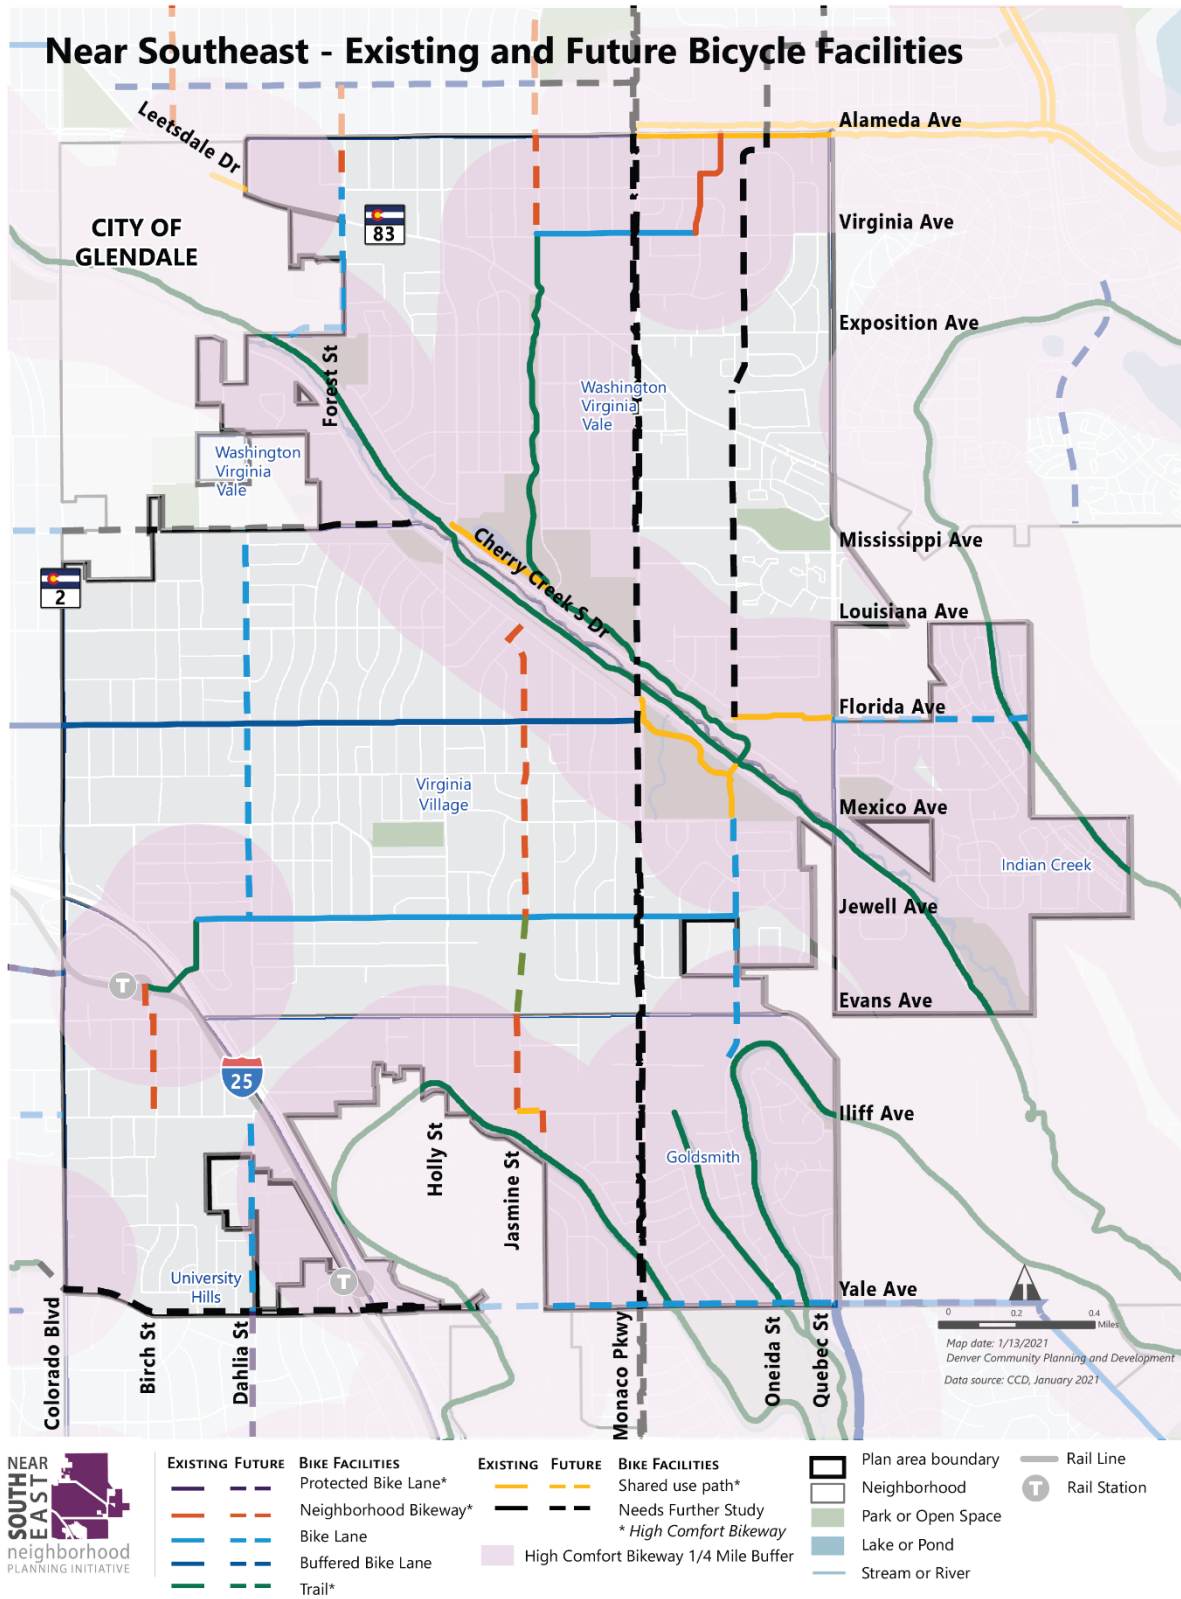 Near Southeast - Existing and Future Bicycle Facilities
Leetsdale Dr
Alameda Ave
CITY OF
GLENDALE
83
Virginia Ave
Exposition Ave
Forest St
Washington
Virginia
Vale
Washington
Virginia
Vale
Cherry Creek S Dr
Mississippi Ave
2
Louisiana Ave
Florida Ave
Virginia
Village
Mexico Ave
Indian Creek
Jewell Ave
T
Evans Ave
25
Iliff Ave
Holly St
Jasmine St
Goldsmith
University
Hills
T
Yale Ave
Colorado Blvd
Birch St
Dahlia St
Monaco Pkwy
Oneida St
Quebec St
0 0.2 0.4
Miles
Map date: 1/13/2021
Denver Community Planning and Development
Data source: CCD, January 2021
NEAR
SOUTH
EAST
neighborhood
PLANNING INITIATIVE
EXISTING FUTURE BIKE FACILITIES
Protected Bike Lane*
Neighborhood Bikeway*
Bike Lane
Buffered Bike Lane
Trail*
EXISTING FUTURE BIKE FACILITIES
Shared use path*
Needs Further Study
* High Comfort Bikeway
High Comfort Bikeway 1/4 Mile Buffer
Plan area boundary
Neighborhood
Park or Open Space
Lake or Pond
Stream or River
Rail Line
T Rail Station